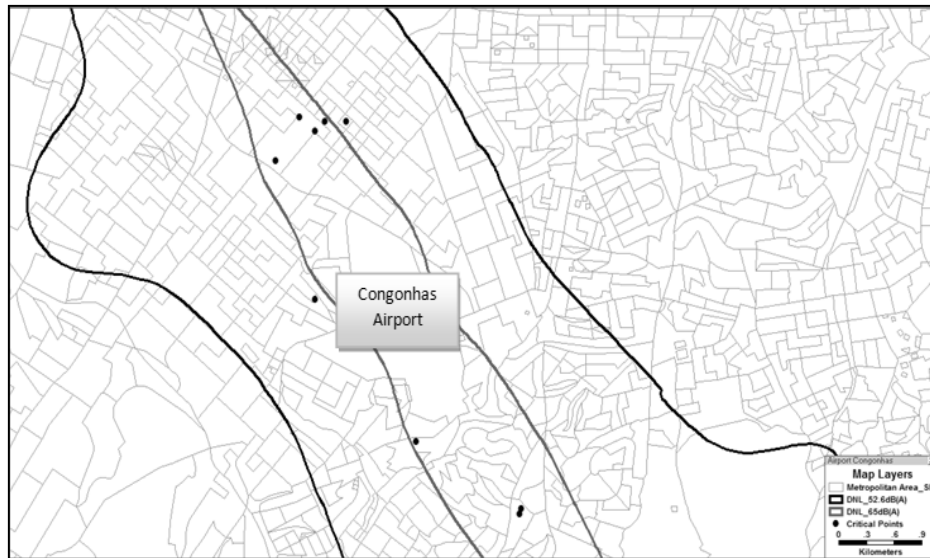 Congonhas
Airport
Airport Congonhas
Map Layers
Metropolitan Area_S
DNL_52.6dB(A)
DNL_65dB(A)
Critical Points
0 .3 .6 .9
Kilometers